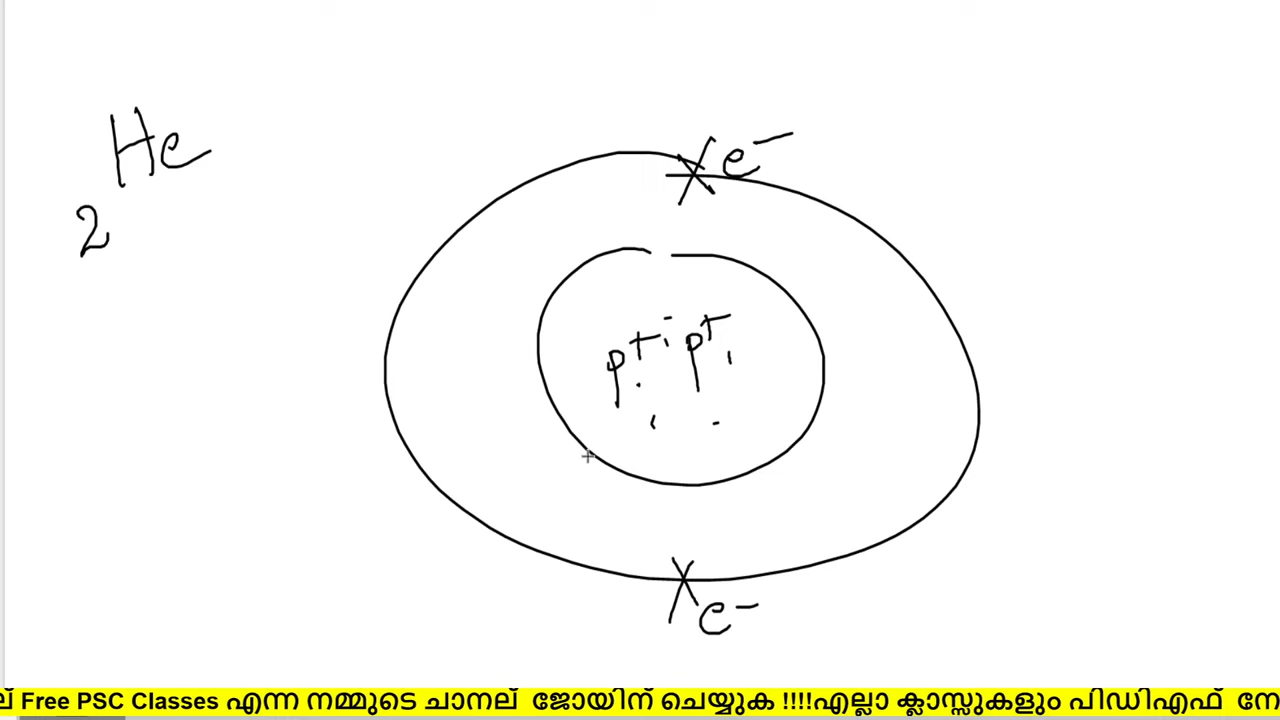 He
2
e⁻
p⁺ p⁺
e⁻
ല് Free PSC Classes എന്ന നമ്മുടെ ചാനല് ജോയിന് ചെയ്യുക !!!!എല്ലാ ക്ലാസ്സുകളും പിഡിഎഫ് നേ